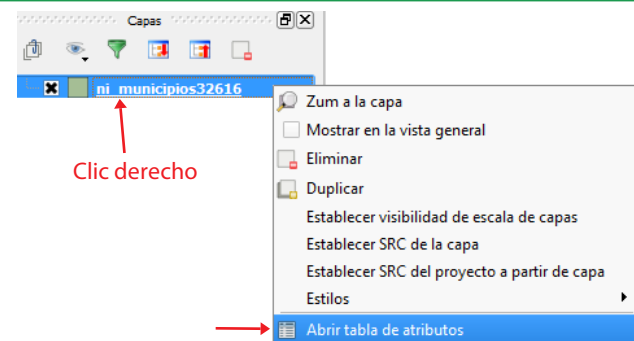 Capas
ni_municipios32616
Clic derecho
Zum a la capa
Mostrar en la vista general
Eliminar
Duplicar
Establecer visibilidad de escala de capas
Establecer SRC de la capa
Establecer SRC del proyecto a partir de capa
Estilos
Abrir tabla de atributos